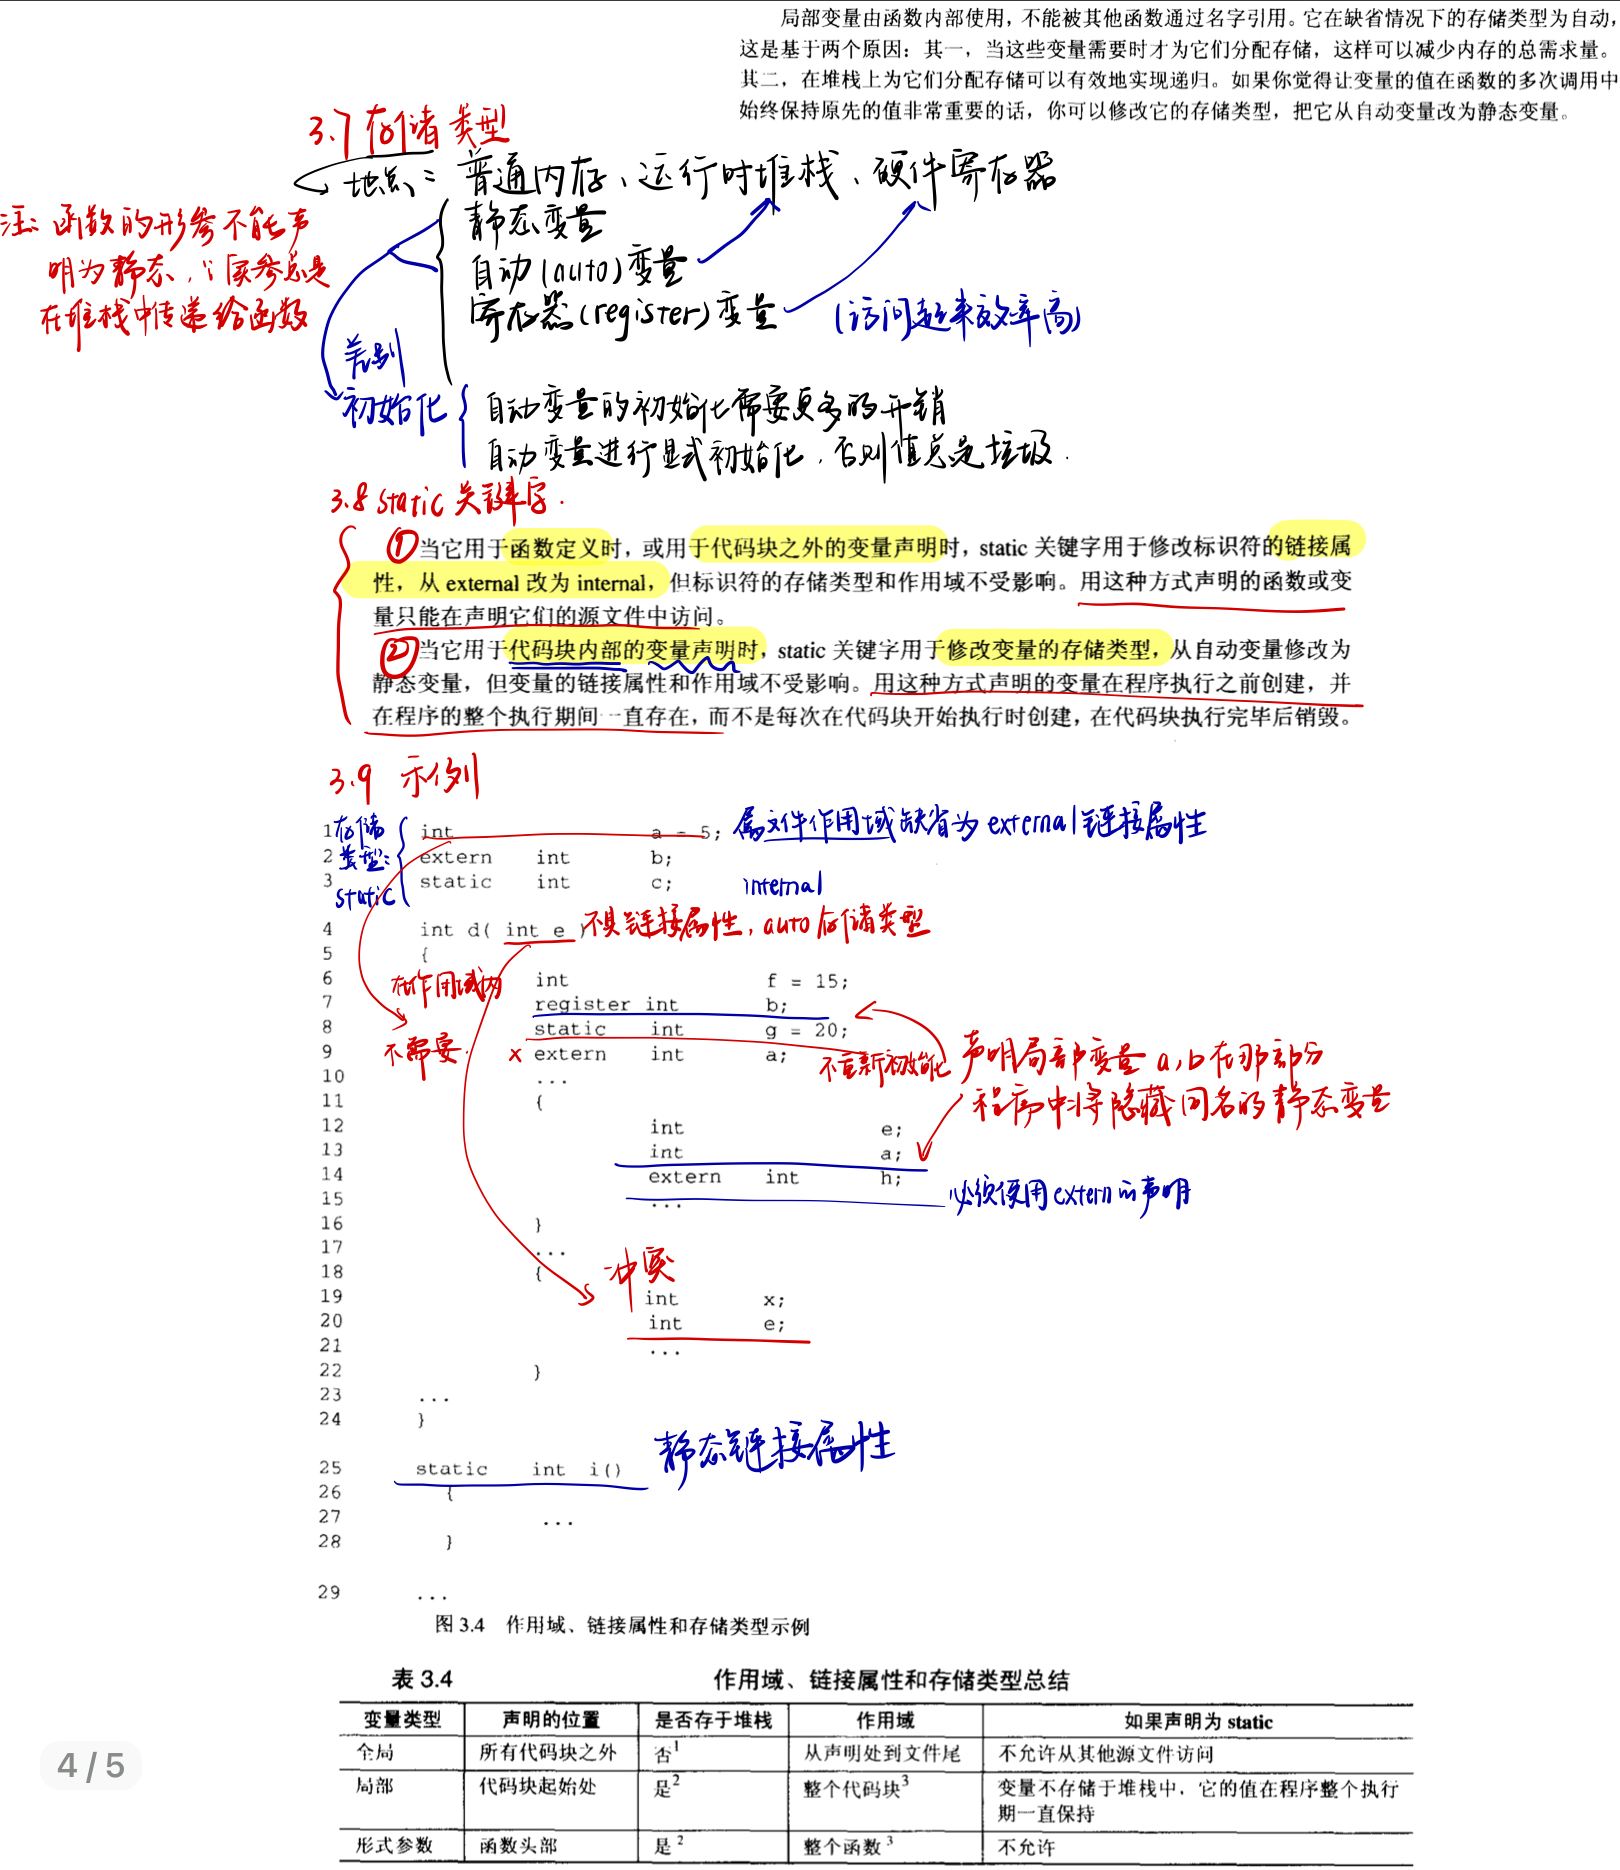 局部变量由函数内部使用，不能被其他函数通过名字引用。它在缺省情况下的存储类型为自动，
这是基于两个原因：其一，当这些变量需要时才为它们分配存储，这样可以减少内存的总需求量。
其二，在堆栈上为它们分配存储可以有效地实现递归。如果你觉得让变量的值在函数的多次调用中
始终保持原先的值非常重要的话，你可以修改它的存储类型，把它从自动变量改为静态变量。
3.7 存储类型
地点：普通内存、运行时堆栈、硬件寄存器
注：函数的形参不能声
明为静态，∵实参总是
在堆栈中传递给函数
静态变量
自动(auto)变量
寄存器(register)变量 (访问起来效率高)
差别
初始化
自动变量的初始化需要更多的开销
自动变量进行显式初始化，否则值总是垃圾.
3.8 static 关键字.
①当它用于函数定义时，或用于代码块之外的变量声明时，static 关键字用于修改标识符的链接属
性，从 external 改为 internal，但标识符的存储类型和作用域不受影响。用这种方式声明的函数或变
量只能在声明它们的源文件中访问。
②当它用于代码块内部的变量声明时，static 关键字用于修改变量的存储类型，从自动变量修改为
静态变量，但变量的链接属性和作用域不受影响。用这种方式声明的变量在程序执行之前创建，并
在程序的整个执行期间一直存在，而不是每次在代码块开始执行时创建，在代码块执行完毕后销毁。
3.9 示例
存储
类型：
static
1 int a = 5; 属文件作用域缺省为external链接属性
2 extern int b;
3 static int c; internal
4 int d( int e ) 不具链接属性，auto存储类型
5 {
在作用域内
不需要.
6 int f = 15;
7 register int b;
8 static int g = 20;
9 x extern int a; 不重新初始化
声明局部变量 a,b 在那部分
程序中将隐藏同名的静态变量
10 ...
11 {
12 int e;
13 int a;
14 extern int h;
15 ... 必须使用extern的声明
16 }
17 ...
18 { 冲突
19 int x;
20 int e;
21 ...
22 }
23 ...
24 }
静态链接属性
25 static int i()
26 {
27 ...
28 }
29 ...
图 3.4 作用域、链接属性和存储类型示例
表 3.4 作用域、链接属性和存储类型总结
变量类型 声明的位置 是否存于堆栈 作用域 如果声明为 static
全局 所有代码块之外 否1 从声明处到文件尾 不允许从其他源文件访问
局部 代码块起始处 是2 整个代码块3 变量不存储于堆栈中，它的值在程序整个执行
期一直保持
形式参数 函数头部 是2 整个函数3 不允许
4 / 5